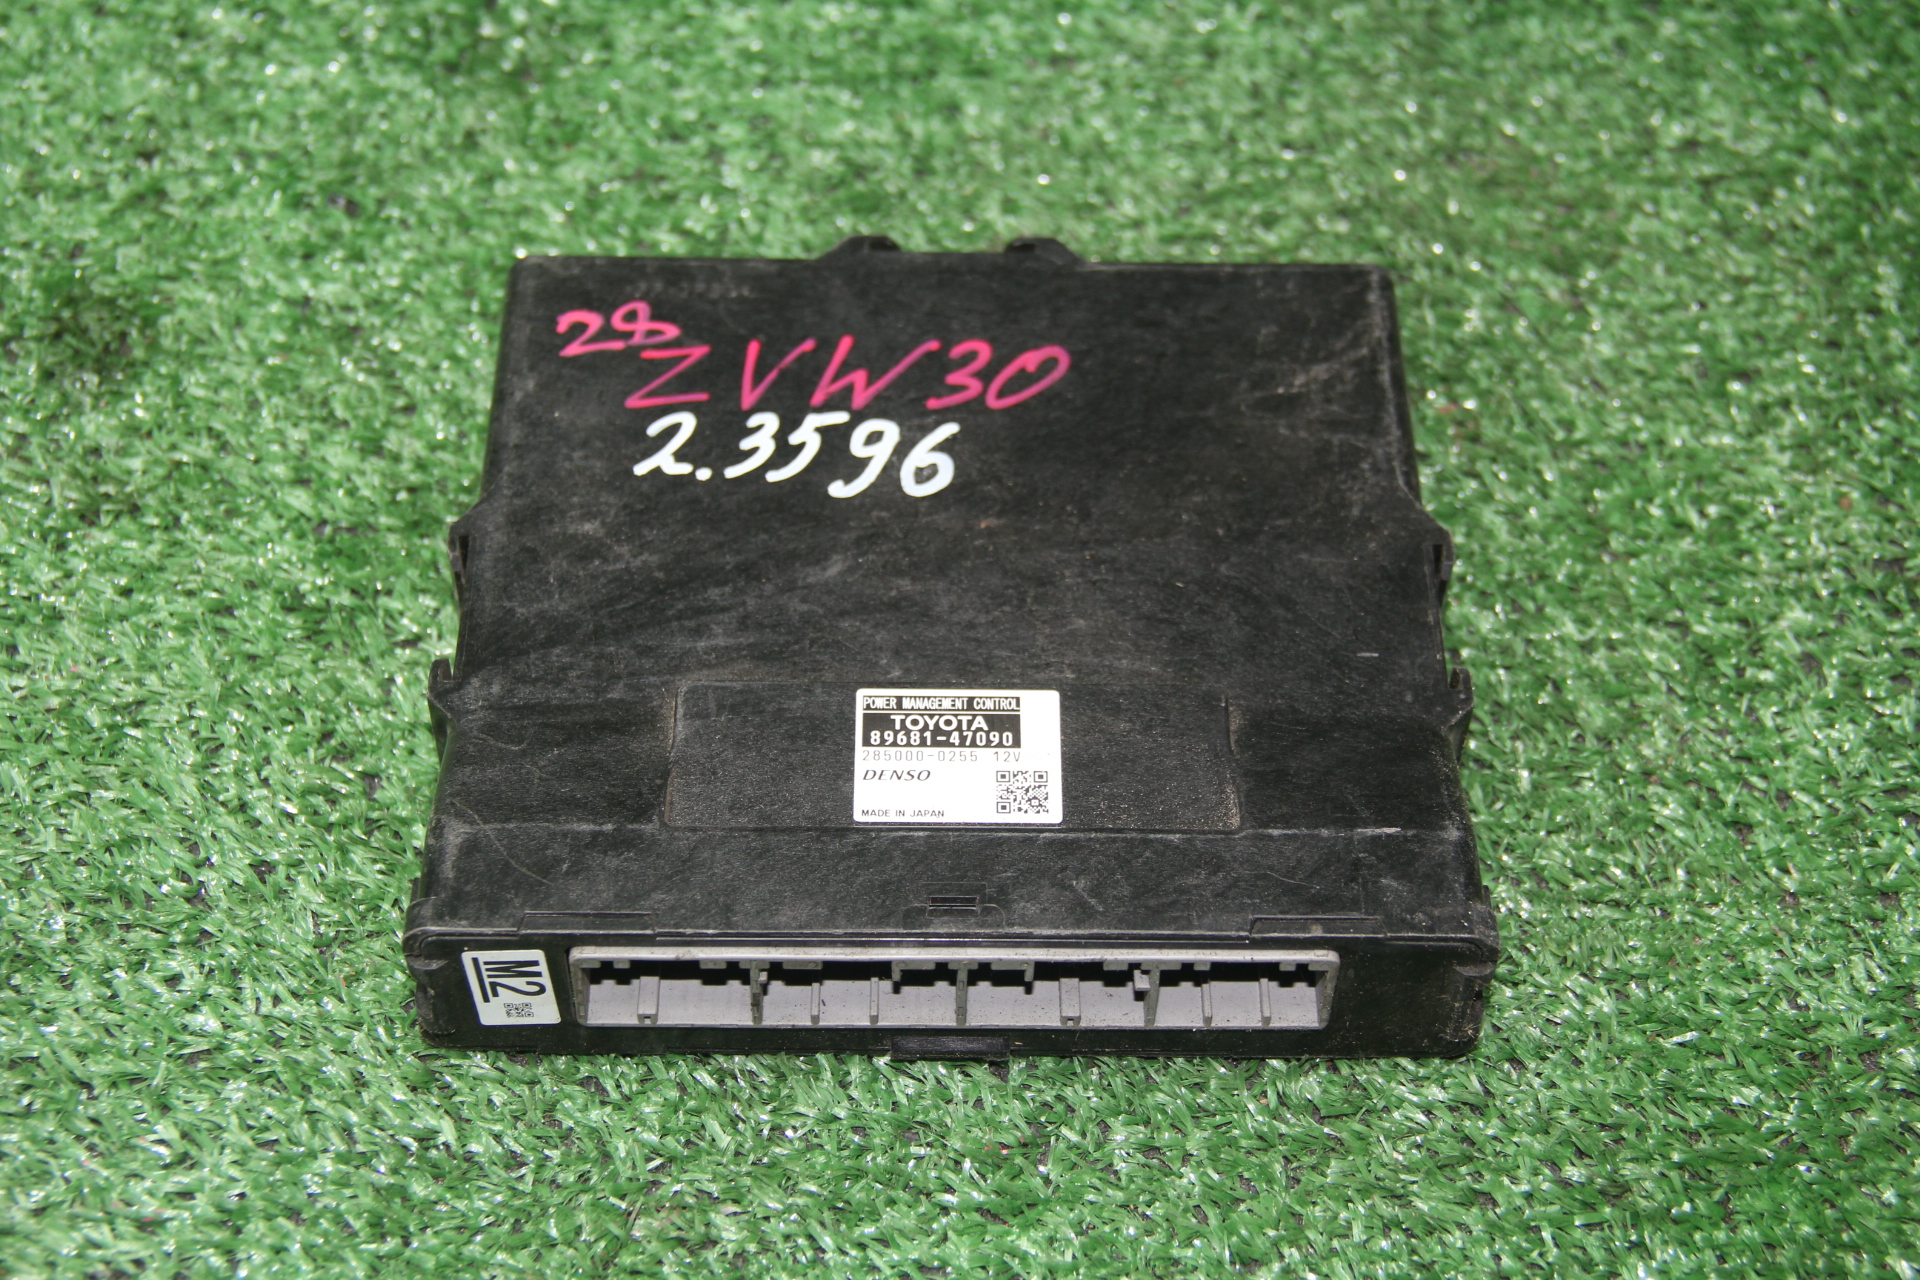 28
ZVW30
2.3596
POWER MANAGEMENT CONTROL
TOYOTA
89681-47090
285000-0255 12V
DENSO
MADE IN JAPAN
M2